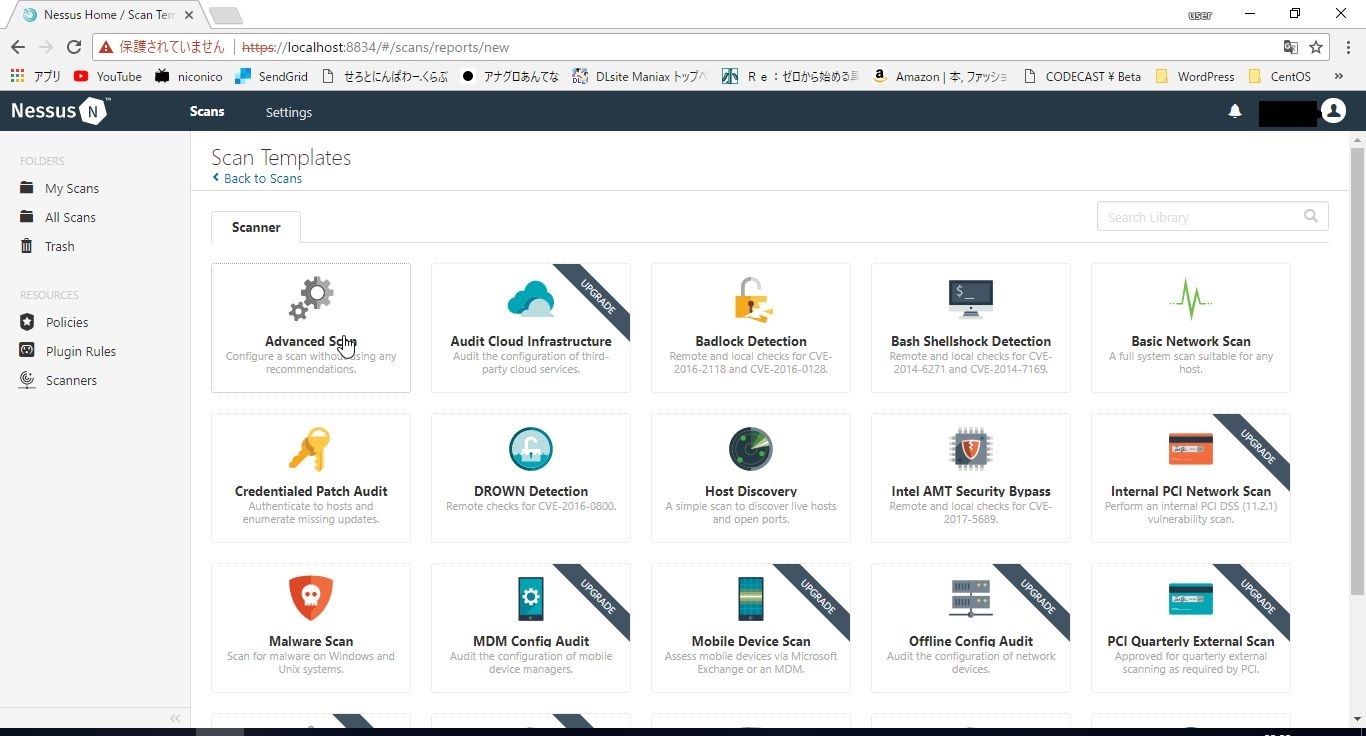 Nessus Home / Scan Tem
user
保護されていません
https://localhost:8834/#/scans/reports/new
アプリ
YouTube
niconico
SendGrid
せろとにんぱわー.くらぶ
アナグロあんてな
DLsite Maniax トップペ
Ｒｅ：ゼロから始める異
Amazon | 本, ファッショ
CODECAST ¥ Beta
WordPress
CentOS
»
Nessus N ™
Scans
Settings
FOLDERS
My Scans
All Scans
Trash
RESOURCES
Policies
Plugin Rules
Scanners
Scan Templates
Back to Scans
Scanner
Search Library
Advanced Scan
Configure a scan without using any
recommendations.
UPGRADE
Audit Cloud Infrastructure
Audit the configuration of third-
party cloud services.
Badlock Detection
Remote and local checks for CVE-
2016-2118 and CVE-2016-0128.
$_
Bash Shellshock Detection
Remote and local checks for CVE-
2014-6271 and CVE-2014-7169.
Basic Network Scan
A full system scan suitable for any
host.
Credentialed Patch Audit
Authenticate to hosts and
enumerate missing updates.
DROWN Detection
Remote checks for CVE-2016-0800.
Host Discovery
A simple scan to discover live hosts
and open ports.
Intel AMT Security Bypass
Remote and local checks for CVE-
2017-5689.
UPGRADE
Internal PCI Network Scan
Perform an internal PCI DSS (11.2.1)
vulnerability scan.
Malware Scan
Scan for malware on Windows and
Unix systems.
UPGRADE
MDM Config Audit
Audit the configuration of mobile
device managers.
UPGRADE
Mobile Device Scan
Assess mobile devices via Microsoft
Exchange or an MDM.
UPGRADE
Offline Config Audit
Audit the configuration of network
devices.
UPGRADE
PCI Quarterly External Scan
Approved for quarterly external
scanning as required by PCI.